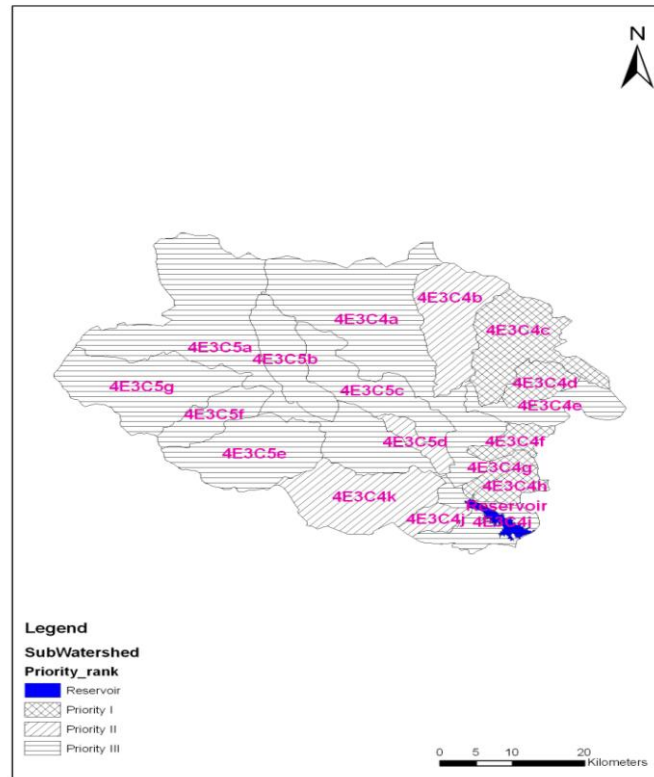 N
4E3C4b
4E3C4a
4E3C4c
4E3C5a
4E3C5b
4E3C5g
4E3C5c
4E3C4d
4E3C4e
4E3C5f
4E3C5d
4E3C4f
4E3C5e
4E3C4g
4E3C4k
4E3C4h
Reservoir
4E3C4j
4E3C4i
Legend
SubWatershed
Priority_rank
Reservoir
Priority I
Priority II
Priority III
0 5 10 20
Kilometers